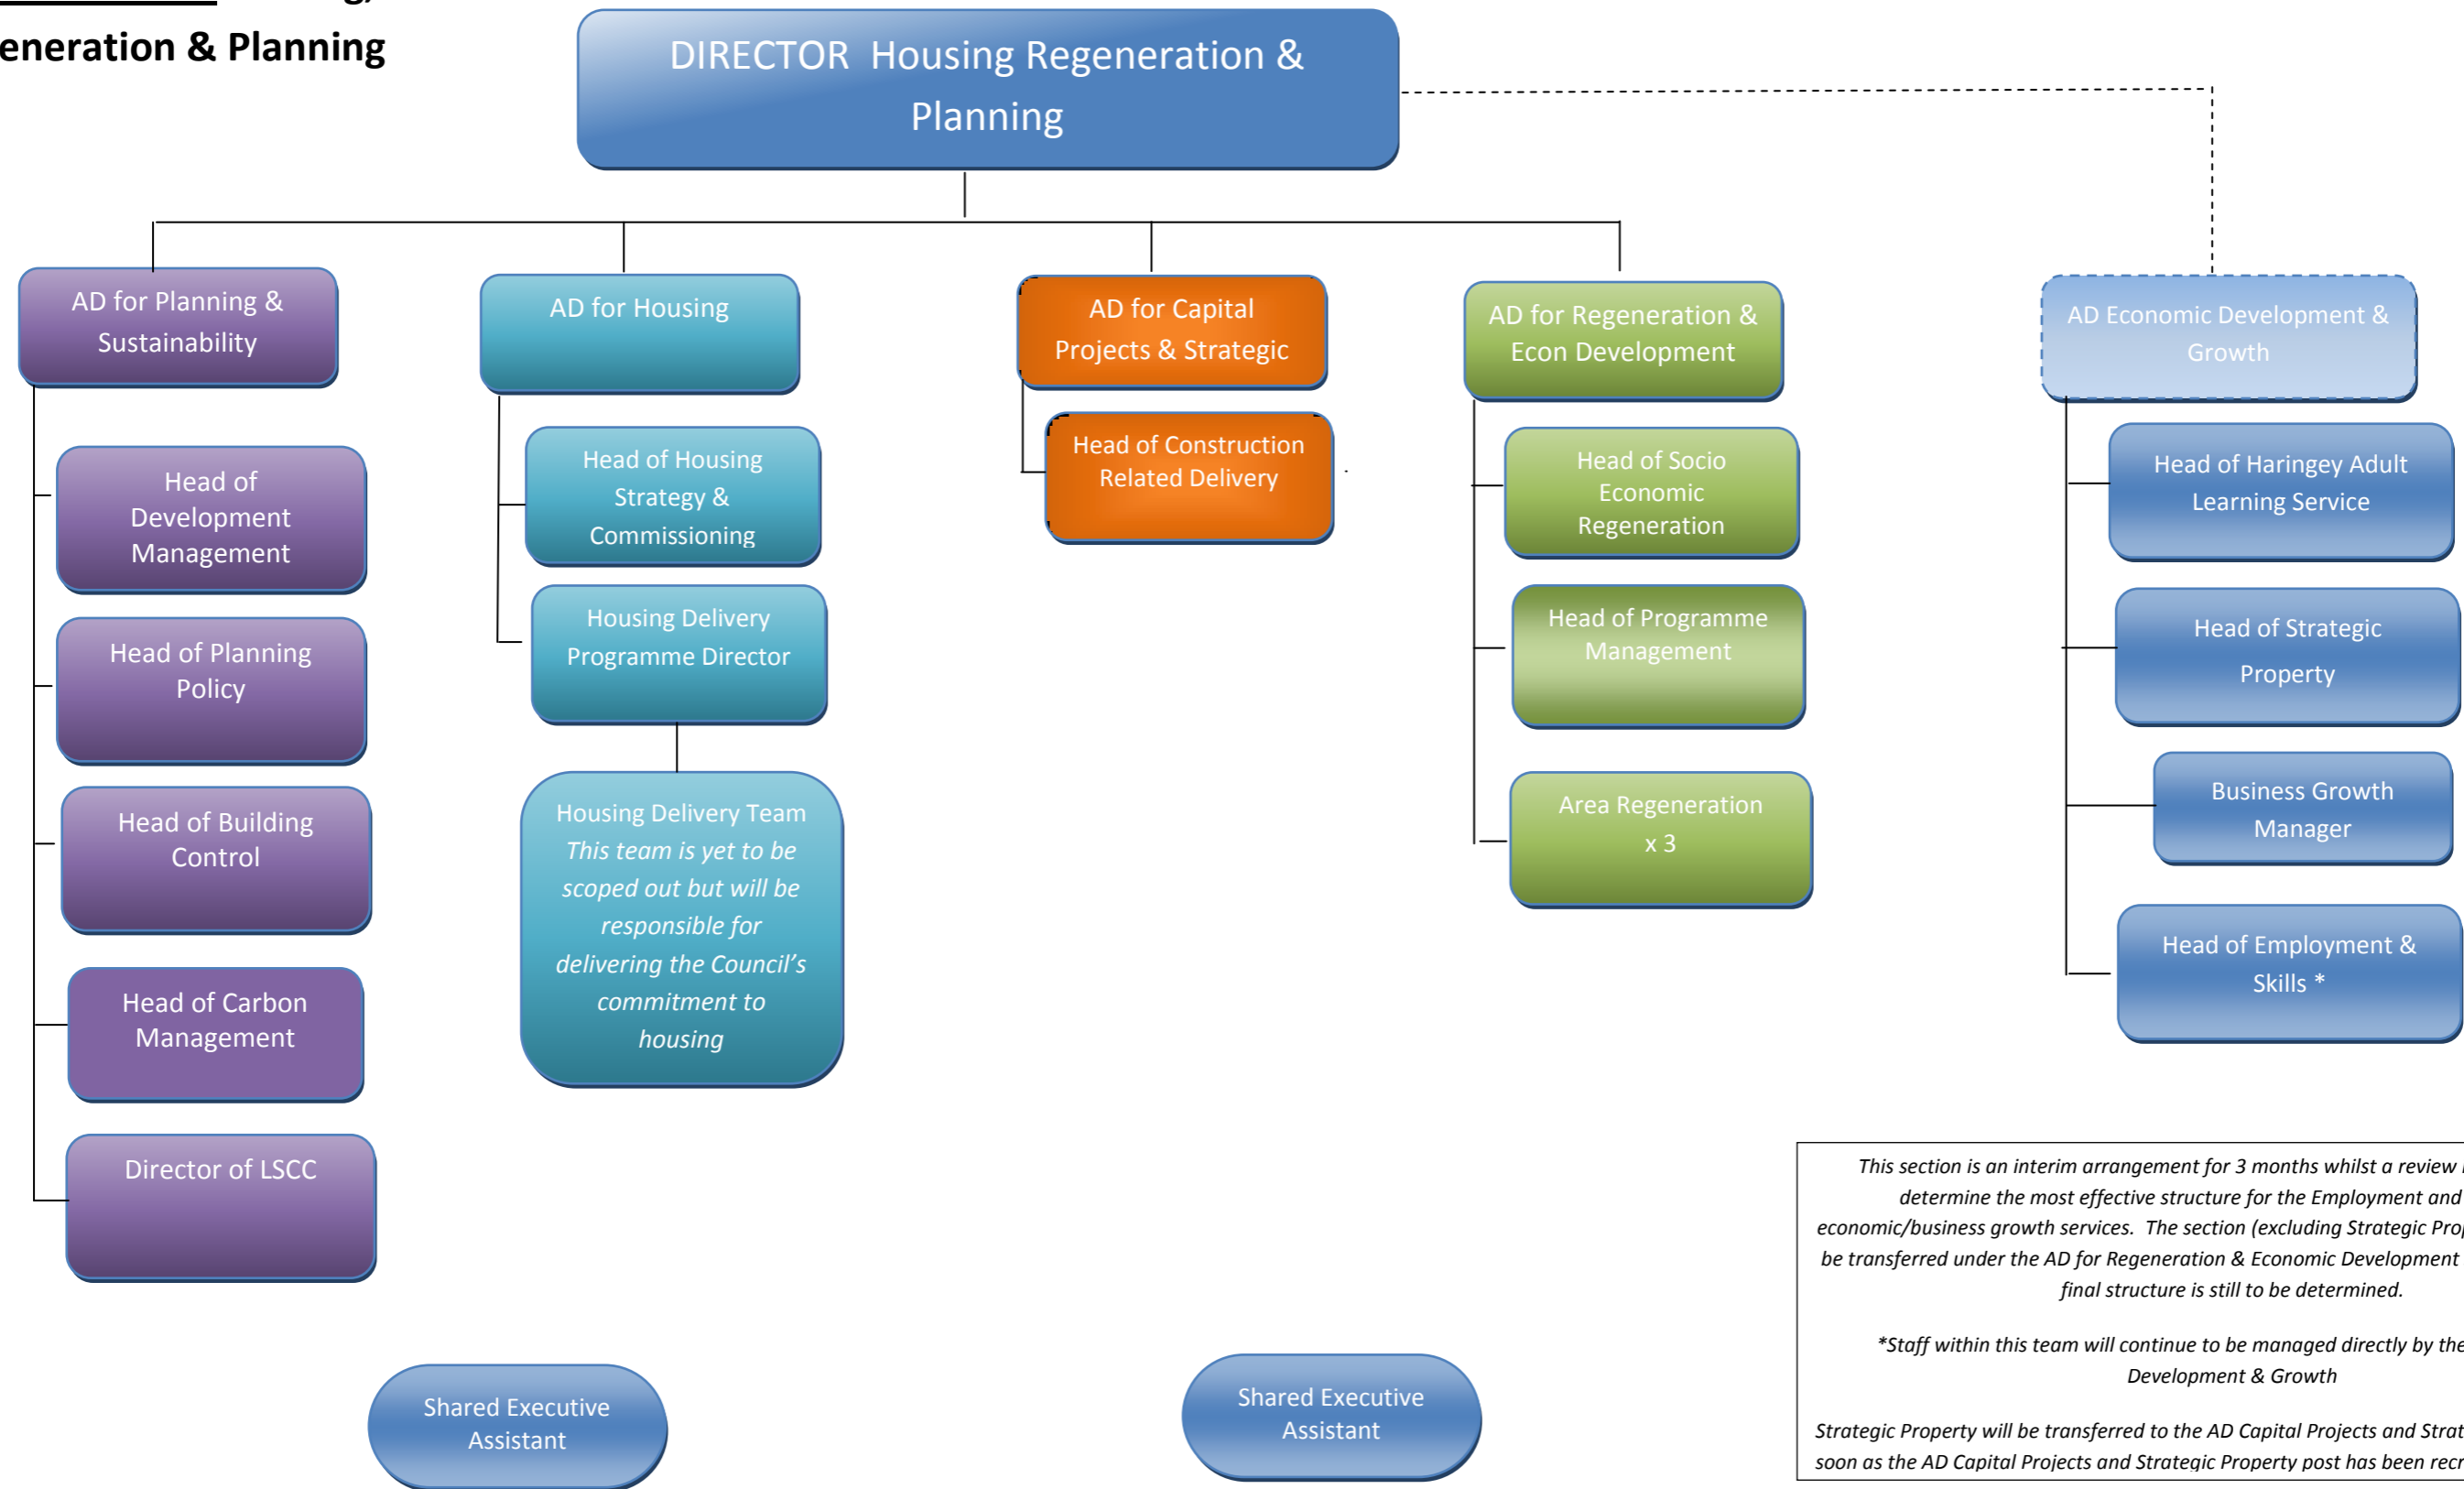 eneration & Planning
DIRECTOR Housing Regeneration &
Planning
AD for Planning &
Sustainability
Head of
Development
Management
Head of Planning
Policy
Head of Building
Control
Head of Carbon
Management
Director of LSCC
AD for Housing
Head of Housing
Strategy &
Commissioning
Housing Delivery
Programme Director
Housing Delivery Team
This team is yet to be
scoped out but will be
responsible for
delivering the Council's
commitment to
housing
AD for Capital
Projects & Strategic
Head of Construction
Related Delivery
AD for Regeneration &
Econ Development
Head of Socio
Economic
Regeneration
Head of Programme
Management
Area Regeneration
x 3
AD Economic Development &
Growth
Head of Haringey Adult
Learning Service
Head of Strategic
Property
Business Growth
Manager
Head of Employment &
Skills *
This section is an interim arrangement for 3 months whilst a review
determine the most effective structure for the Employment and
economic/business growth services. The section (excluding Strategic Pro
be transferred under the AD for Regeneration & Economic Development
final structure is still to be determined.
*Staff within this team will continue to be managed directly by the
Development & Growth
Strategic Property will be transferred to the AD Capital Projects and Strat
soon as the AD Capital Projects and Strategic Property post has been recr
Shared Executive
Assistant
Shared Executive
Assistant